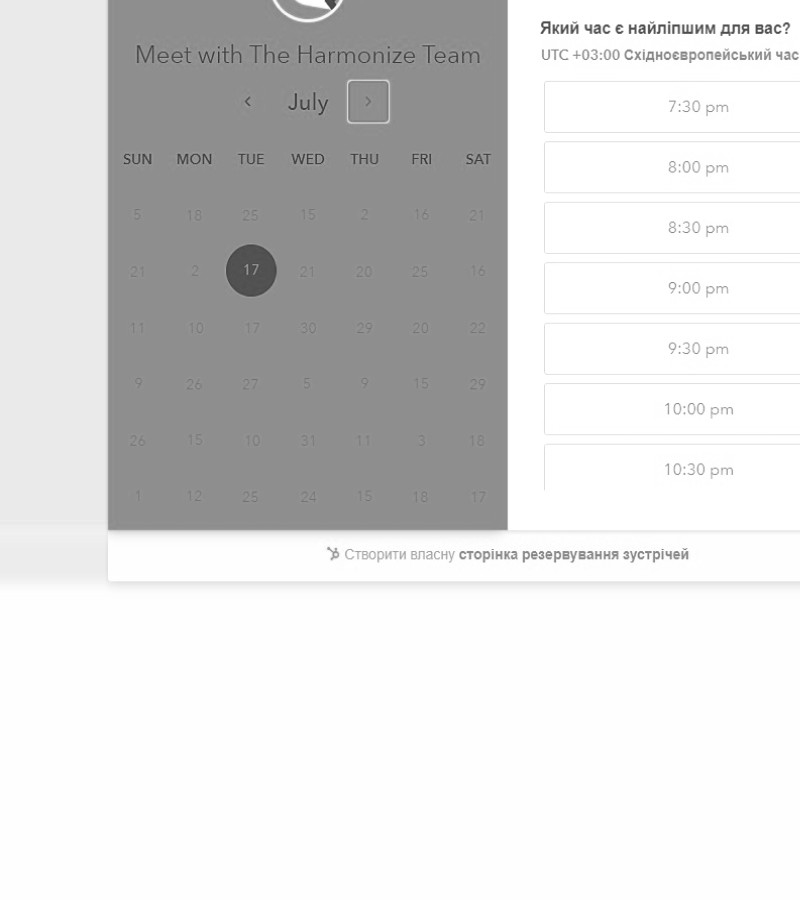 Meet with The Harmonize Team
July
SUN MON TUE WED THU FRI SAT
5 18 25 15 2 16 21
21 2 17 21 20 25 16
11 10 17 30 29 20 22
9 26 27 5 9 15 29
26 15 10 31 11 3 18
1 12 25 24 15 18 17
Який час є найліпшим для вас?
UTC +03:00 Східноєвропейський час
7:30 pm
8:00 pm
8:30 pm
9:00 pm
9:30 pm
10:00 pm
10:30 pm
Створити власну сторінка резервування зустрічей